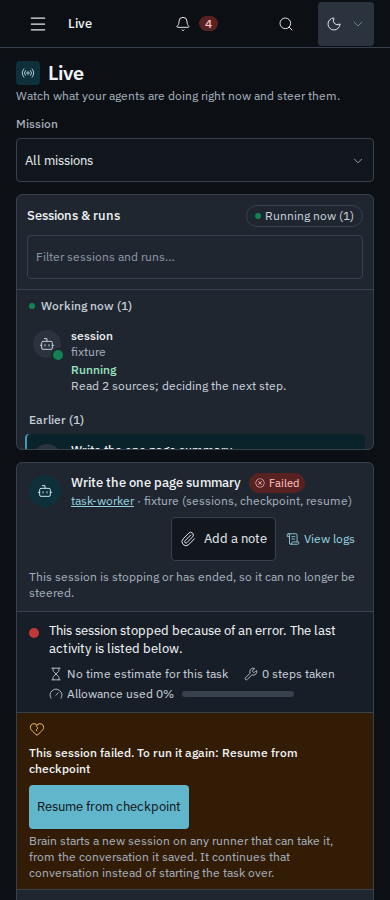 Live
4
Live
Watch what your agents are doing right now and steer them.
Mission
All missions
Sessions & runs
Running now (1)
Filter sessions and runs...
Working now (1)
session
fixture
Running
Read 2 sources; deciding the next step.
Earlier (1)
Write the one page summary
Write the one page summary
Failed
task-worker · fixture (sessions, checkpoint, resume)
Add a note
View logs
This session is stopping or has ended, so it can no longer be
steered.
This session stopped because of an error. The last
activity is listed below.
No time estimate for this task
0 steps taken
Allowance used 0%
This session failed. To run it again: Resume from
checkpoint
Resume from checkpoint
Brain starts a new session on any runner that can take it,
from the conversation it saved. It continues that
conversation instead of starting the task over.